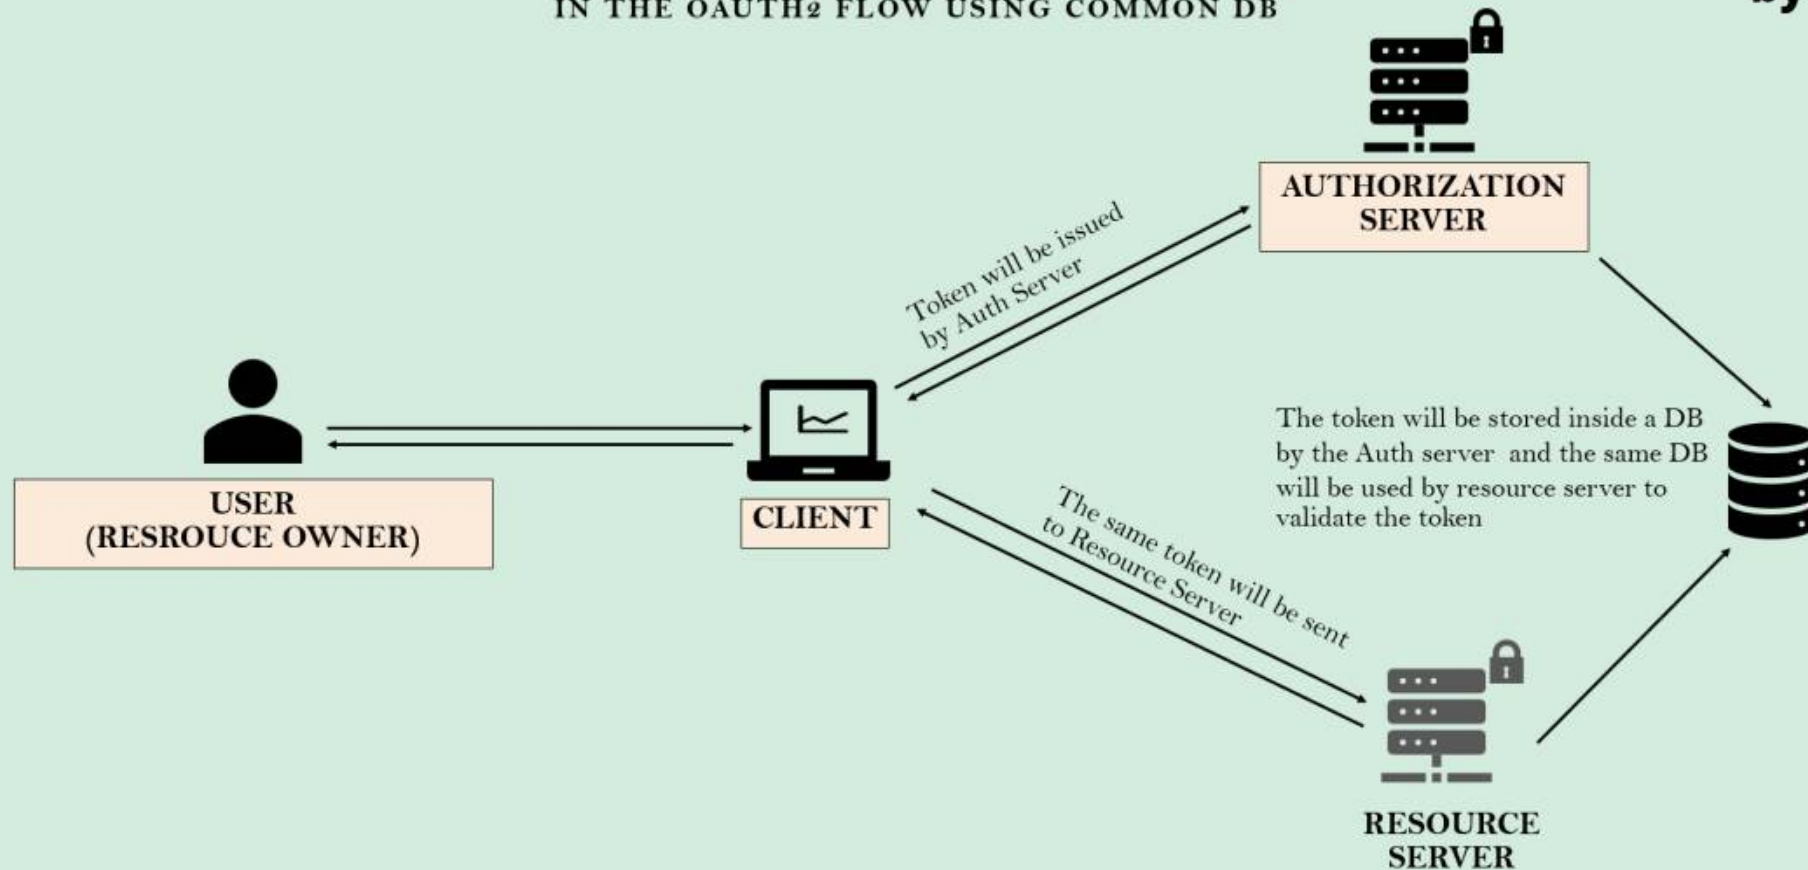 IN THE OAUTH2 FLOW USING COMMON DB
by
AUTHORIZATION
SERVER
Token will be issued
by Auth Server
USER
(RESROUCE OWNER)
CLIENT
The token will be stored inside a DB
by the Auth server and the same DB
will be used by resource server to
validate the token
The same token will be sent
to Resource Server
RESOURCE
SERVER